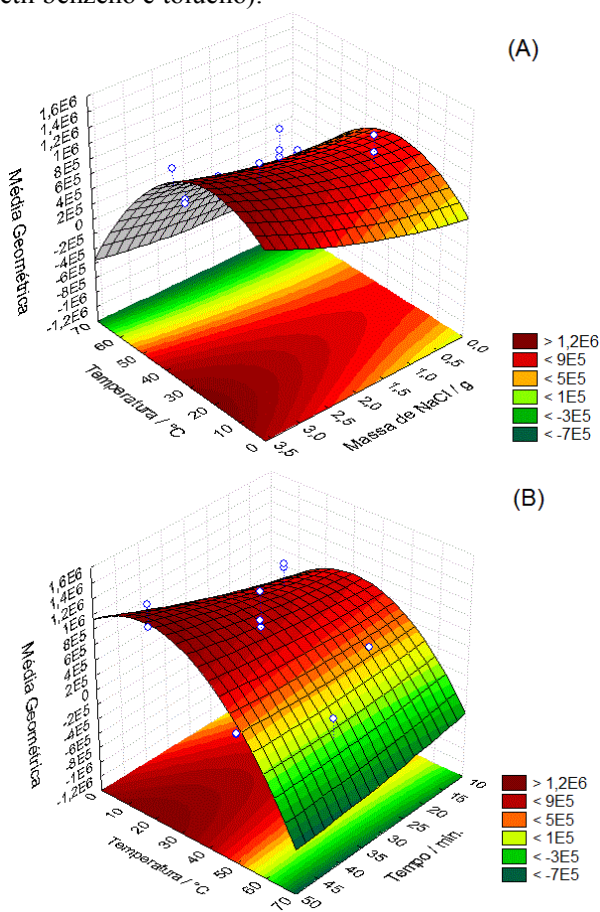 etil-benzeno e tolueno).
(A)
1,6E6
1,4E6
1,2E6
1E6
8E5
6E5
4E5
2E5
0
-2E5
-4E5
-6E5
-8E5
-1E6
-1,2E6
Média Geométrica
70
60
50
40
30
20
10
0
Temperatura / °C
0,0
0,5
1,0
1,5
2,0
2,5
3,0
3,5
Massa de NaCl / g
> 1,2E6
< 9E5
< 5E5
< 1E5
< -3E5
< -7E5
(B)
1,6E6
1,4E6
1,2E6
1E6
8E5
6E5
4E5
2E5
0
-2E5
-4E5
-6E5
-8E5
-1E6
-1,2E6
Média Geométrica
0
10
20
30
40
50
60
70
Temperatura / °C
10
15
20
25
30
35
40
45
50
Tempo / min.
> 1,2E6
< 9E5
< 5E5
< 1E5
< -3E5
< -7E5